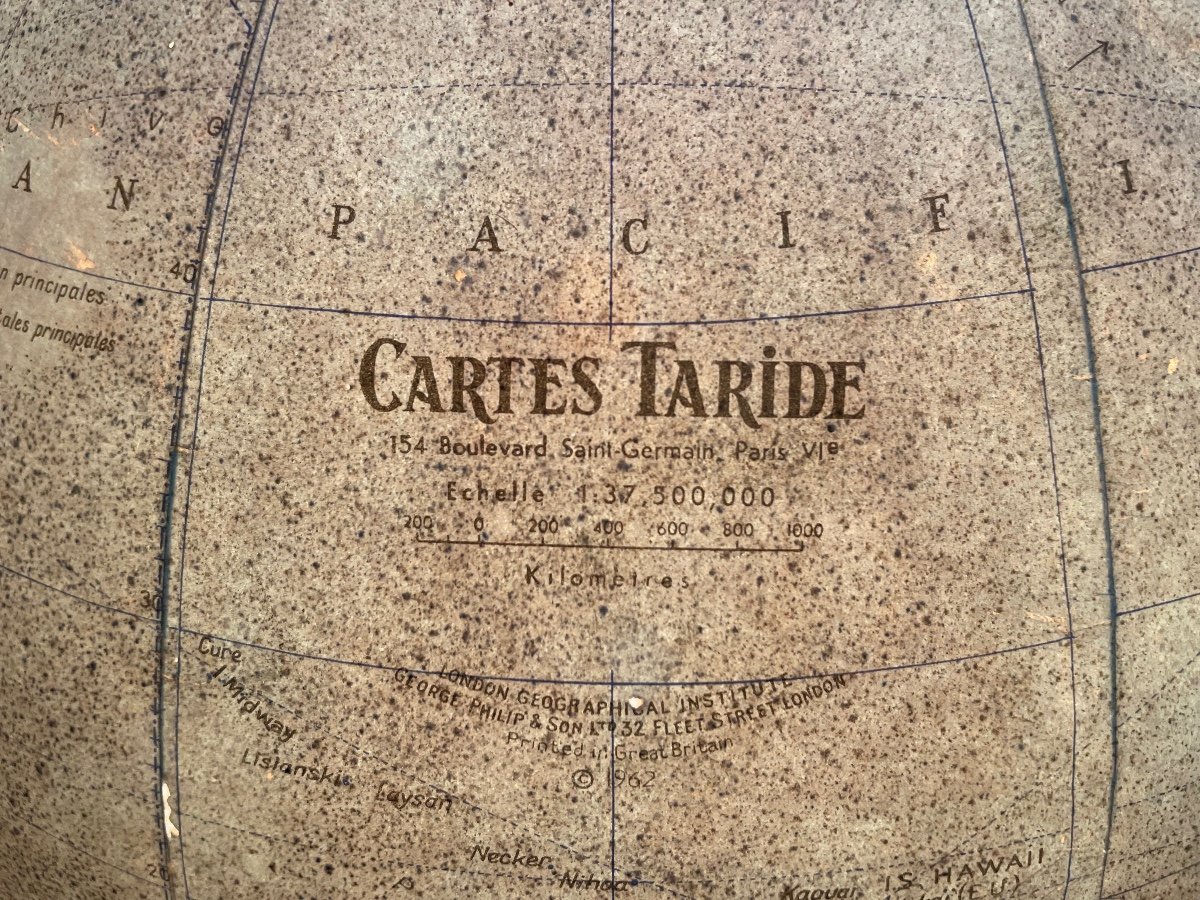 C h i v o
A N P A C I F I
40
n principales
ales principales
CARTES TARIDE
154 Boulevard Saint-Germain, Paris VIe
Echelle 1:37,500,000
200 0 200 400 600 800 1000
Kilomètres
30
Cure
I. Midway
LONDON GEOGRAPHICAL INSTITUTE
GEORGE PHILIP & SON LTD 32 FLEET STREET LONDON
Printed in Great Britain
© 1962
Lisianski
Laysan
Necker
Nihoa
20
IS. HAWAII
Kaouai
(E.U.)
P